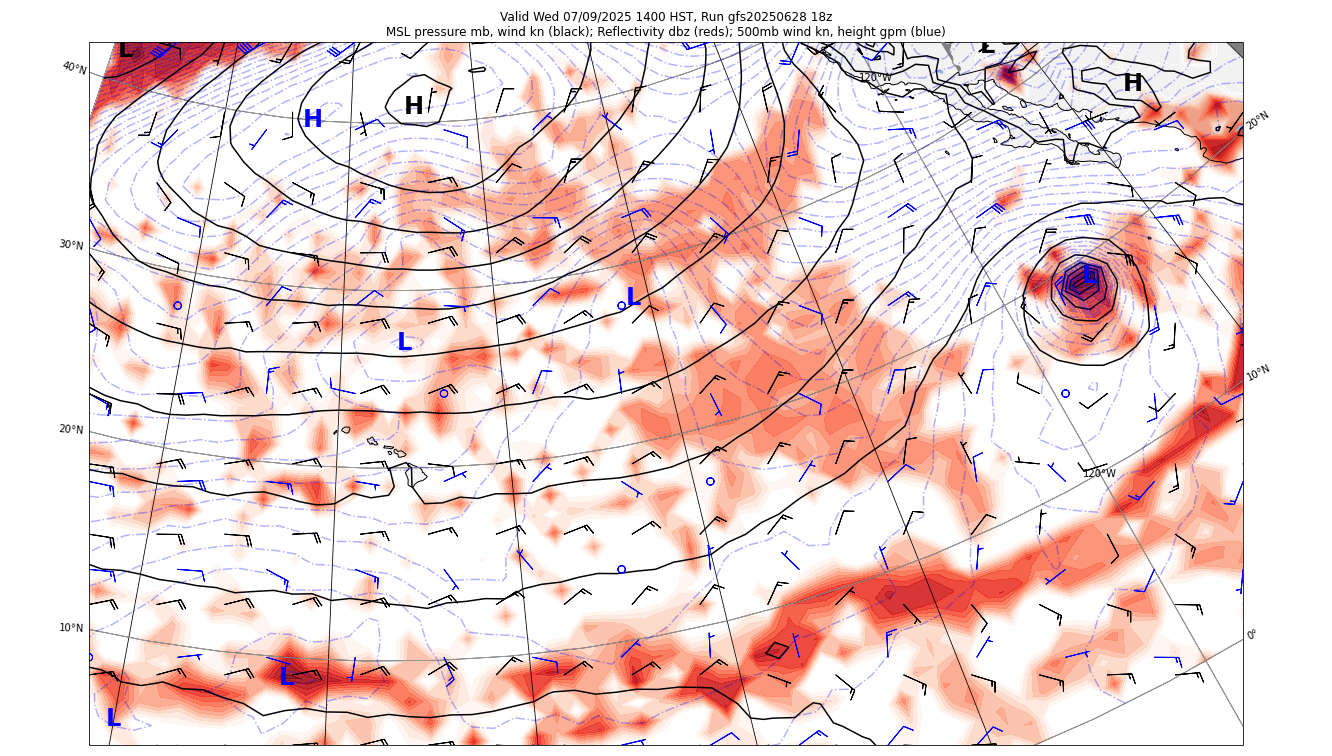 Valid Wed 07/09/2025 1400 HST, Run gfs20250628 18z
MSL pressure mb, wind kn (black); Reflectivity dbz (reds); 500mb wind kn, height gpm (blue)
L
L
40°N
120°W
H
H
H
20°N
30°N
L
L
L
10°N
20°N
120°W
10°N
0°
L
L